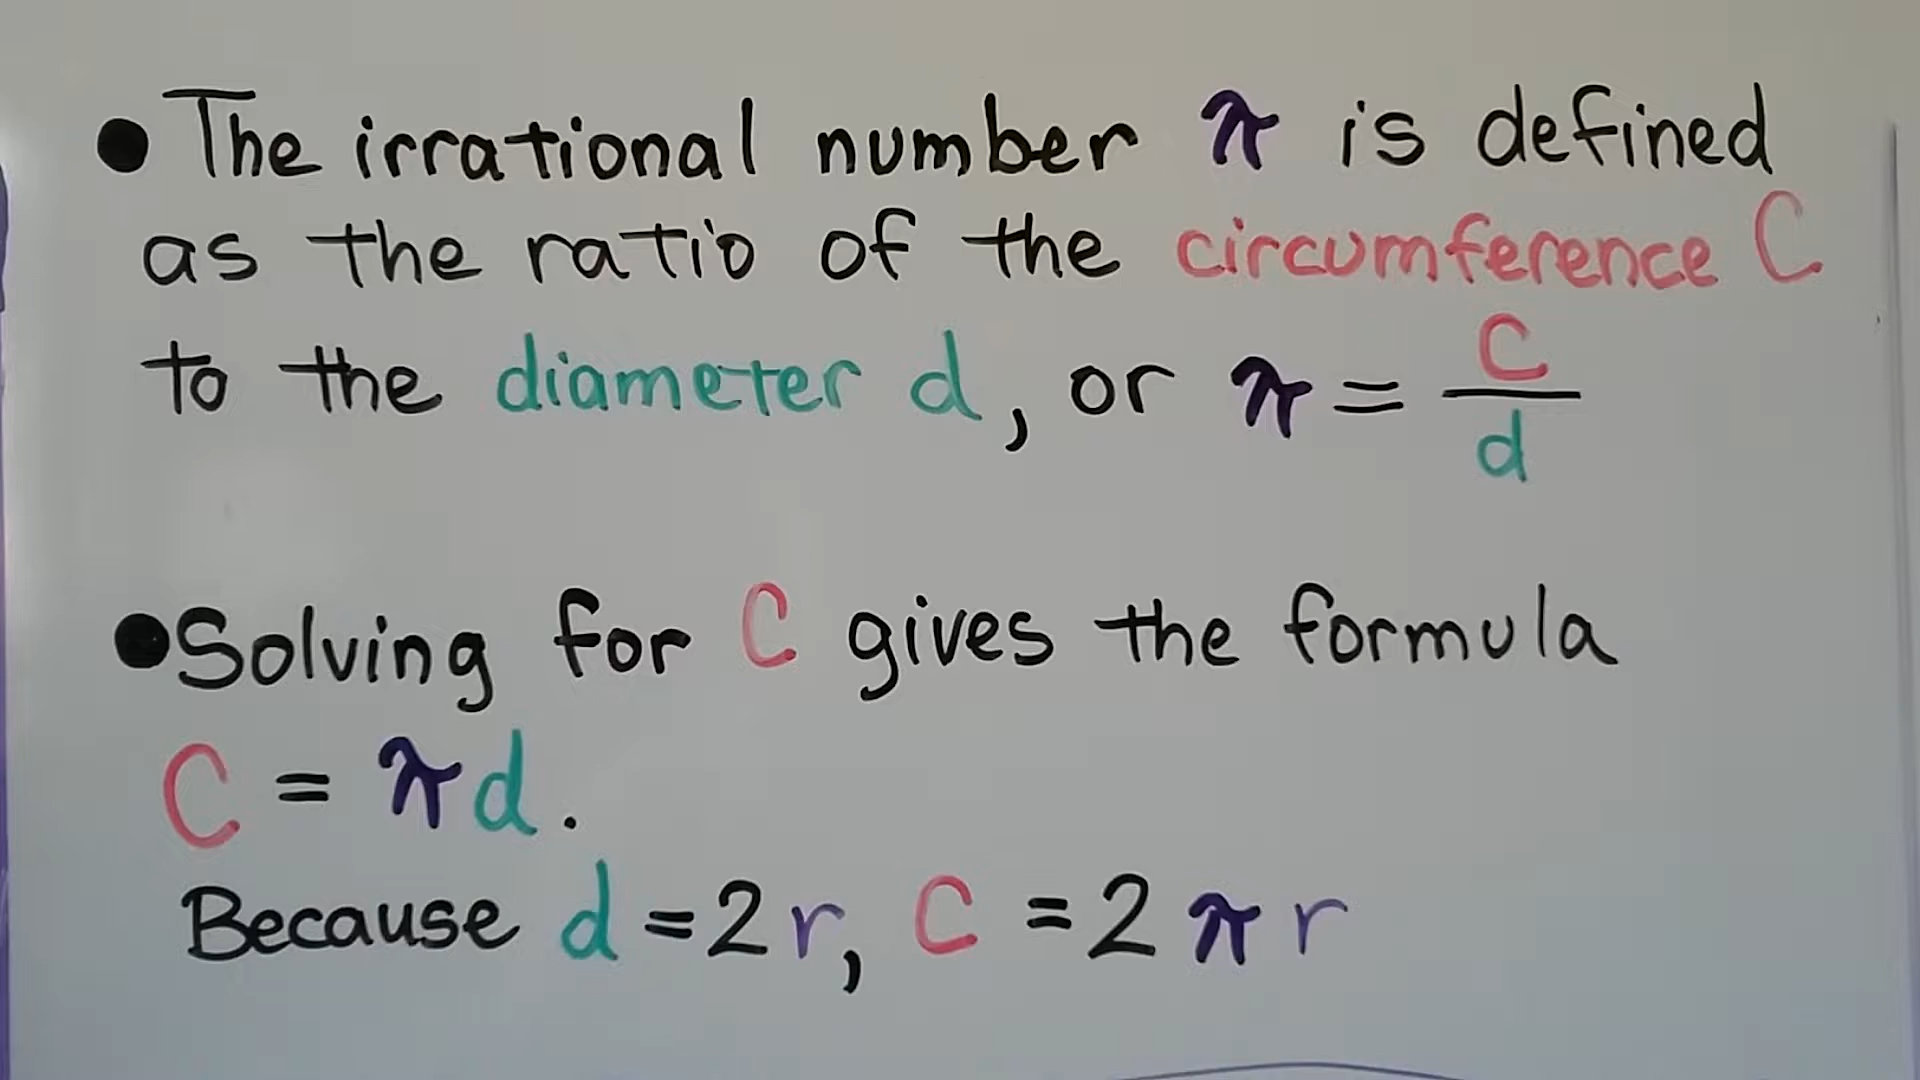 • The irrational number π is defined
as the ratio of the circumference C
to the diameter d, or π = C/d
• Solving for C gives the formula
C = πd.
Because d = 2r, C = 2πr